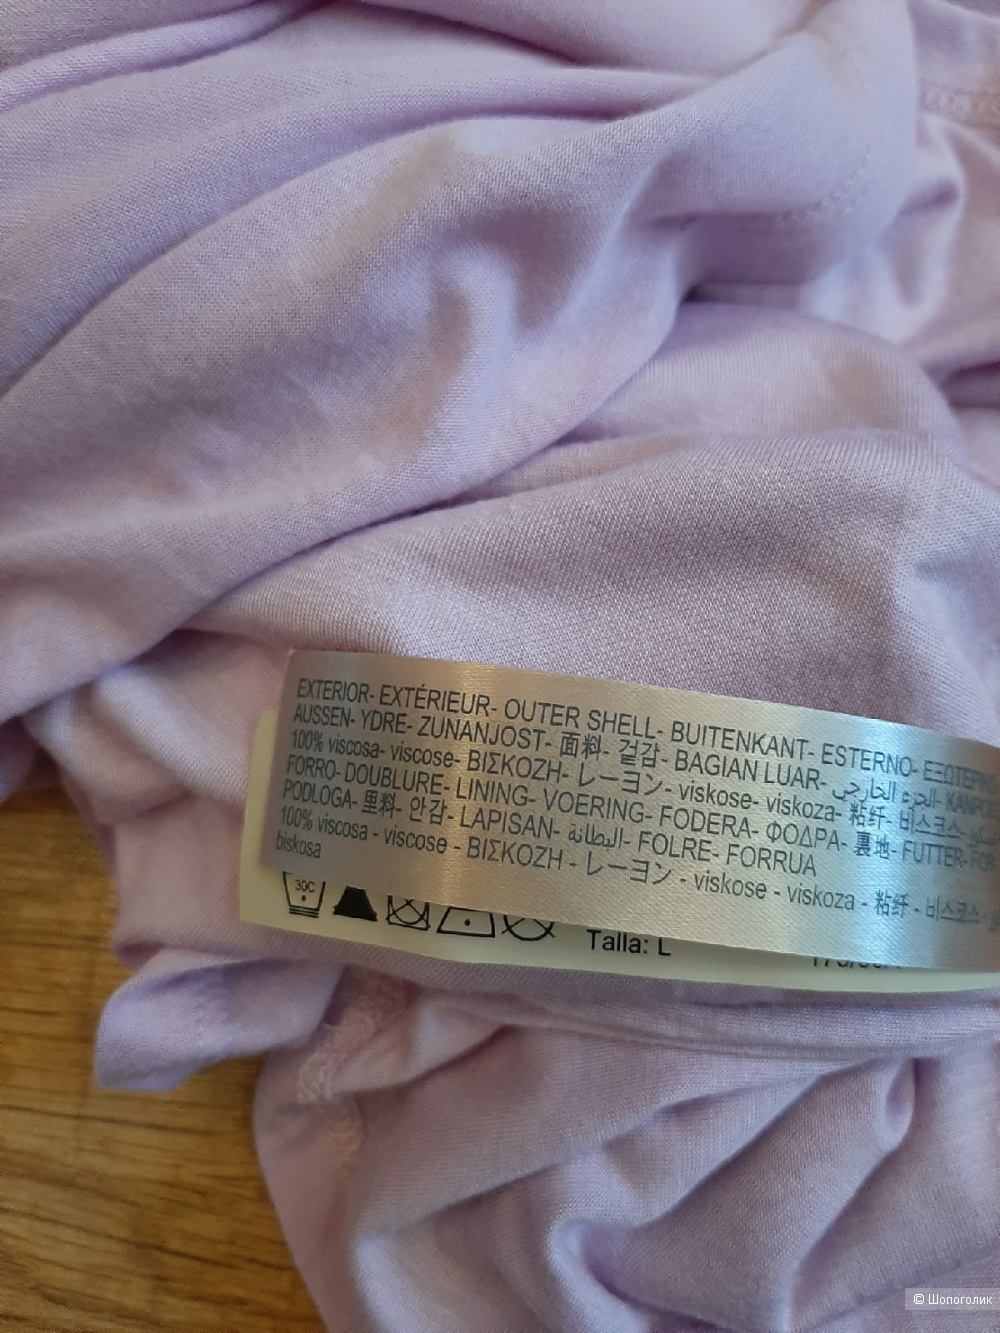 EXTERIOR- EXTÉRIEUR- OUTER SHELL- BUITENKANT- ESTERNO- ΕΞΩΤΕΡΙΚΟ
AUSSEN- YDRE- ZUNANJOST- 面料- 겉감- BAGIAN LUAR- الجزء الخارجي-
100% viscosa- viscose- ΒΙΣΚΟΖΗ- レーヨン- viskose- viskoza- 粘纤- 비스코스-
FORRO- DOUBLURE- LINING- VOERING- FODERA- ΦΟΔΡΑ- 裏地- FUTTER-
PODLOGA- 里料- 안감- LAPISAN- البطانة- FOLRE- FORRUA
100% viscosa - viscose - ΒΙΣΚΟΖΗ - レーヨン - viskose - viskoza - 粘纤 - 비스코스 -
biskosa
30C
Talla: L
© Шопоголик